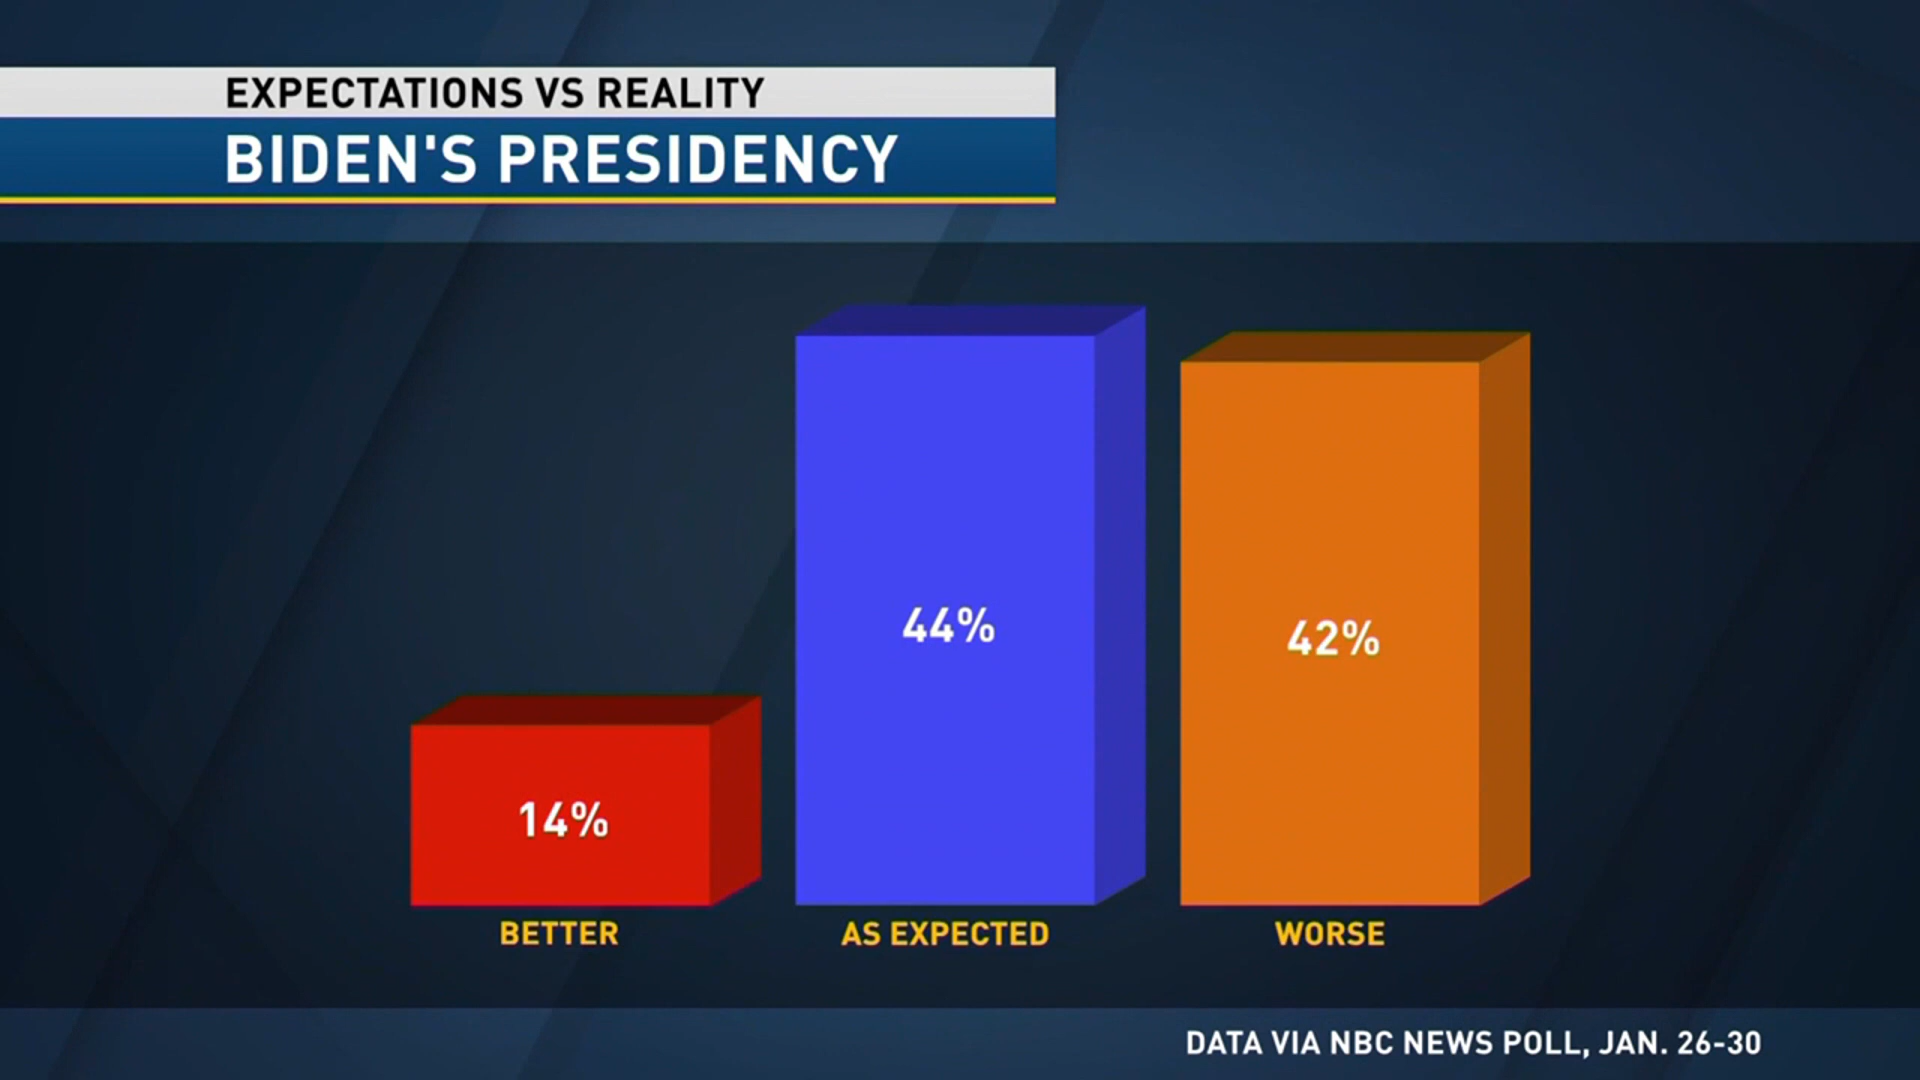 EXPECTATIONS VS REALITY
BIDEN'S PRESIDENCY
14%
44%
42%
BETTER
AS EXPECTED
WORSE
DATA VIA NBC NEWS POLL, JAN. 26-30